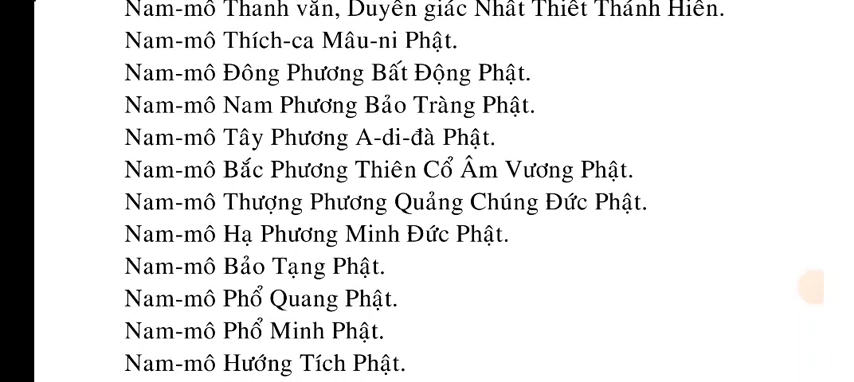 Nam-mô Thanh văn, Duyên giác Nhất Thiết Thánh Hiền.
Nam-mô Thích-ca Mâu-ni Phật.
Nam-mô Đông Phương Bất Động Phật.
Nam-mô Nam Phương Bảo Tràng Phật.
Nam-mô Tây Phương A-di-đà Phật.
Nam-mô Bắc Phương Thiên Cổ Âm Vương Phật.
Nam-mô Thượng Phương Quảng Chúng Đức Phật.
Nam-mô Hạ Phương Minh Đức Phật.
Nam-mô Bảo Tạng Phật.
Nam-mô Phổ Quang Phật.
Nam-mô Phổ Minh Phật.
Nam-mô Hướng Tích Phật.